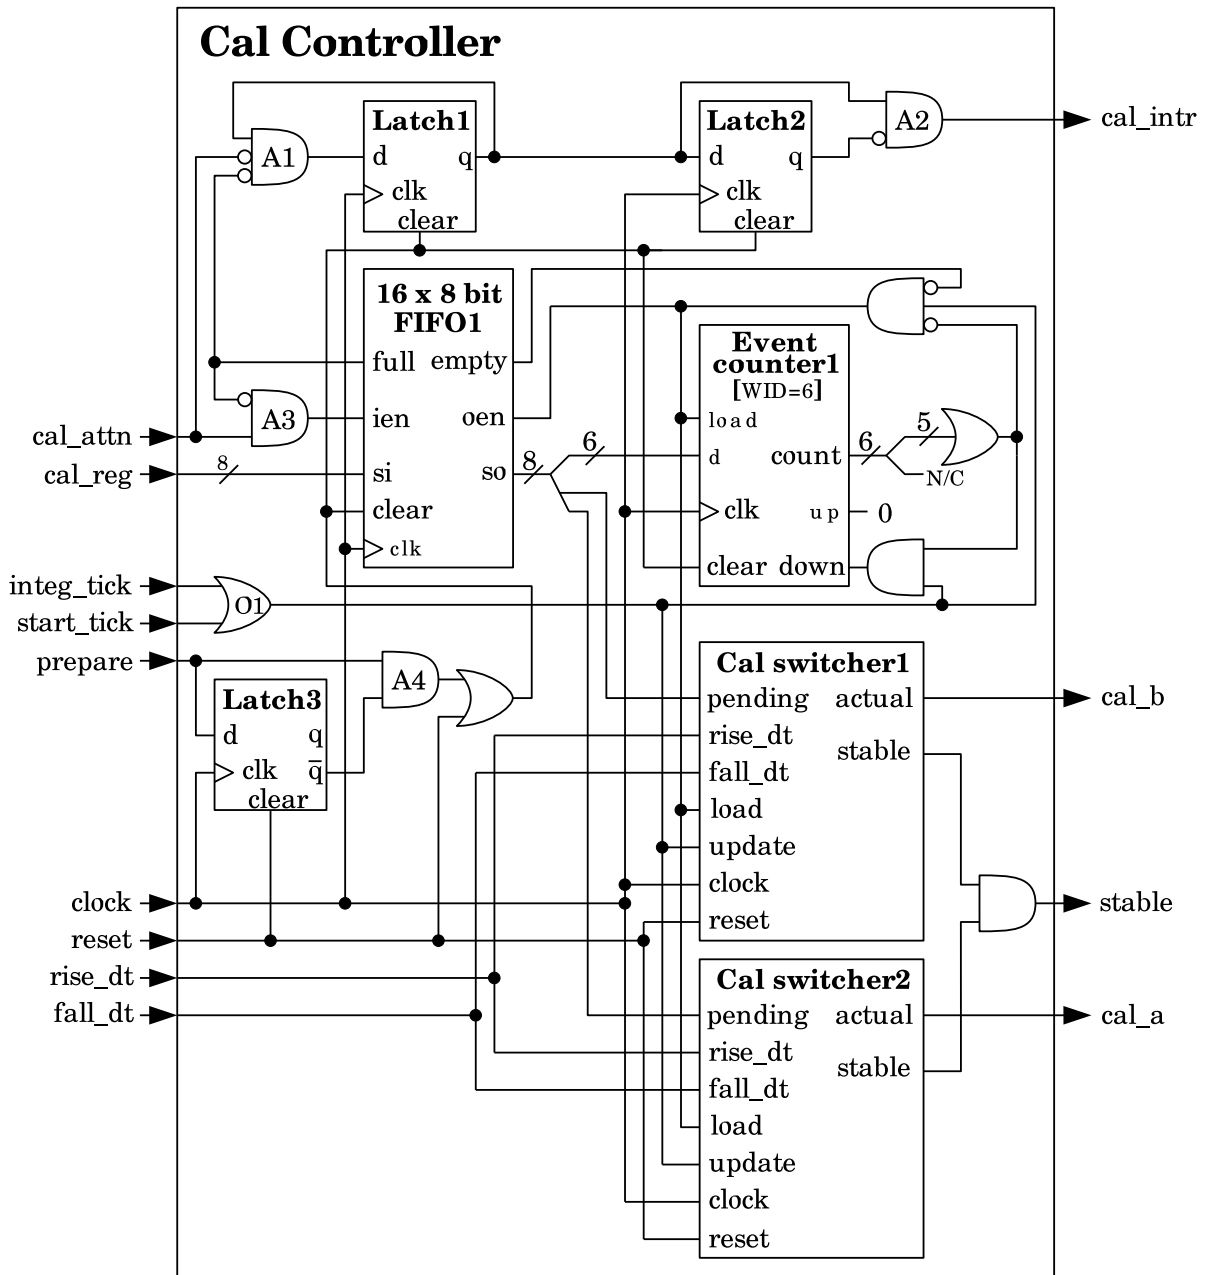 Cal Controller
Latch1
d q
clk
clear
Latch2
d q
clk
clear
A1
A2
cal_intr
16 x 8 bit
FIFO1
full empty
ien oen
si so
clear
clk
A3
cal_attn
cal_reg
8
8
6
Event
counter1
[WID=6]
load
d count
clk up
clear down
6
5
N/C
0
integ_tick
start_tick
O1
prepare
A4
Latch3
d q
clk q̅
clear
Cal switcher1
pending actual
rise_dt
stable
fall_dt
load
update
clock
reset
cal_b
clock
reset
rise_dt
fall_dt
stable
Cal switcher2
pending actual
rise_dt
stable
fall_dt
load
update
clock
reset
cal_a